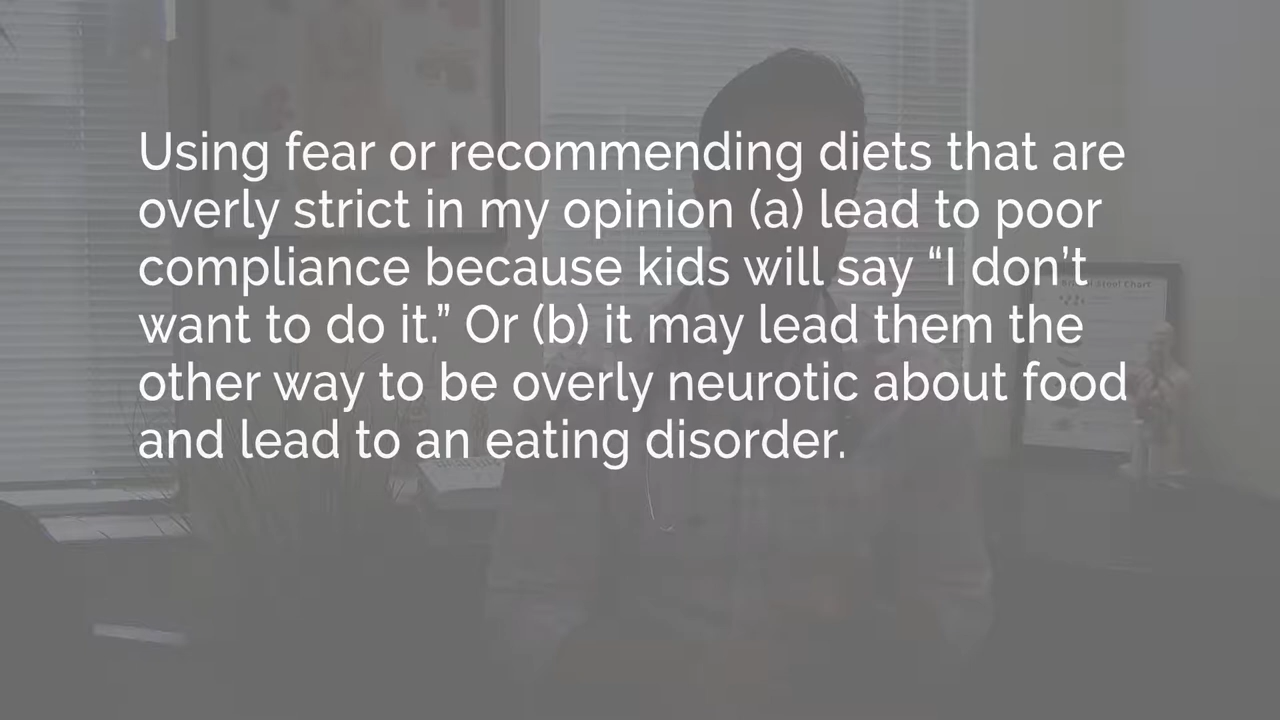 Using fear or recommending diets that are
overly strict in my opinion (a) lead to poor
compliance because kids will say “I don’t
want to do it.” Or (b) it may lead them the
other way to be overly neurotic about food
and lead to an eating disorder.
Stool Chart